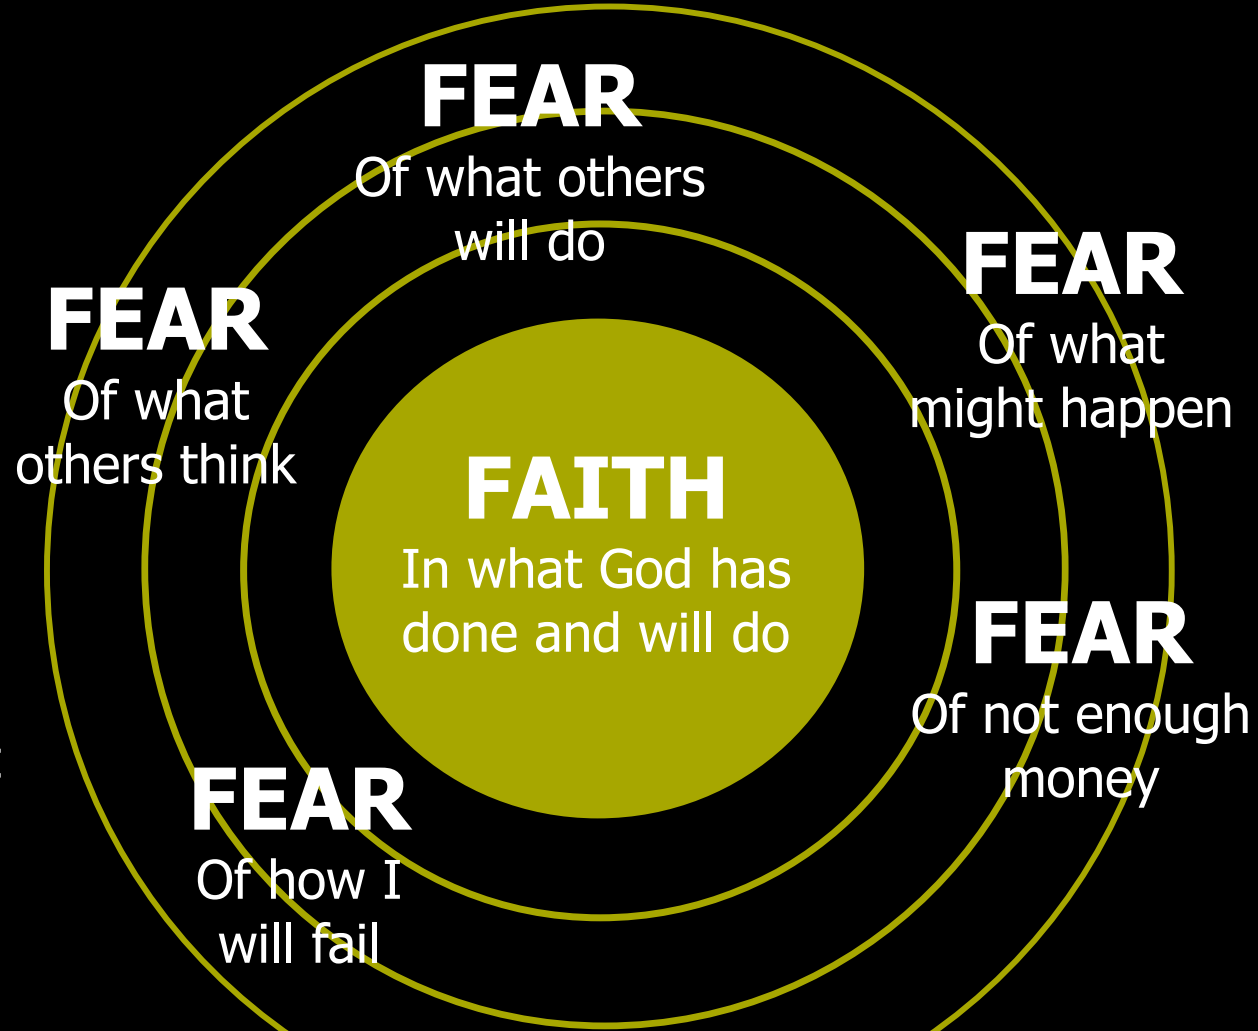 FEAR
Of what others
will do
FEAR
Of what
might happen
FEAR
Of what
others think
FAITH
In what God has
done and will do
FEAR
Of not enough
money
FEAR
Of how I
will fail